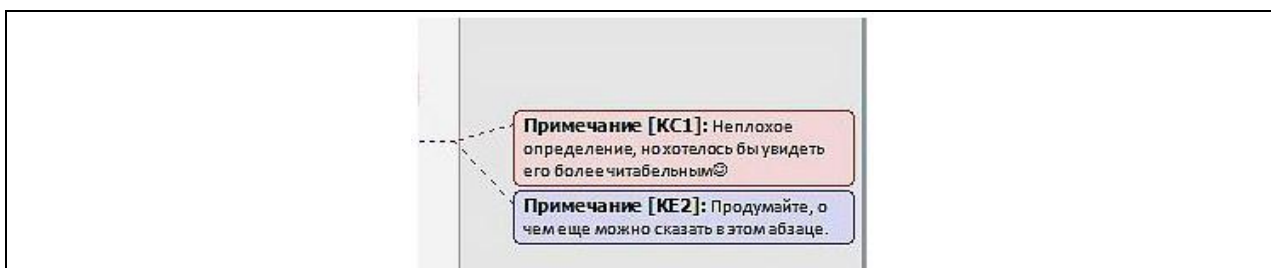 Примечание [КС1]: Неплохое
определение, но хотелось бы увидеть
его более читабельным☺
Примечание [КЕ2]: Продумайте, о
чем еще можно сказать в этом абзаце.